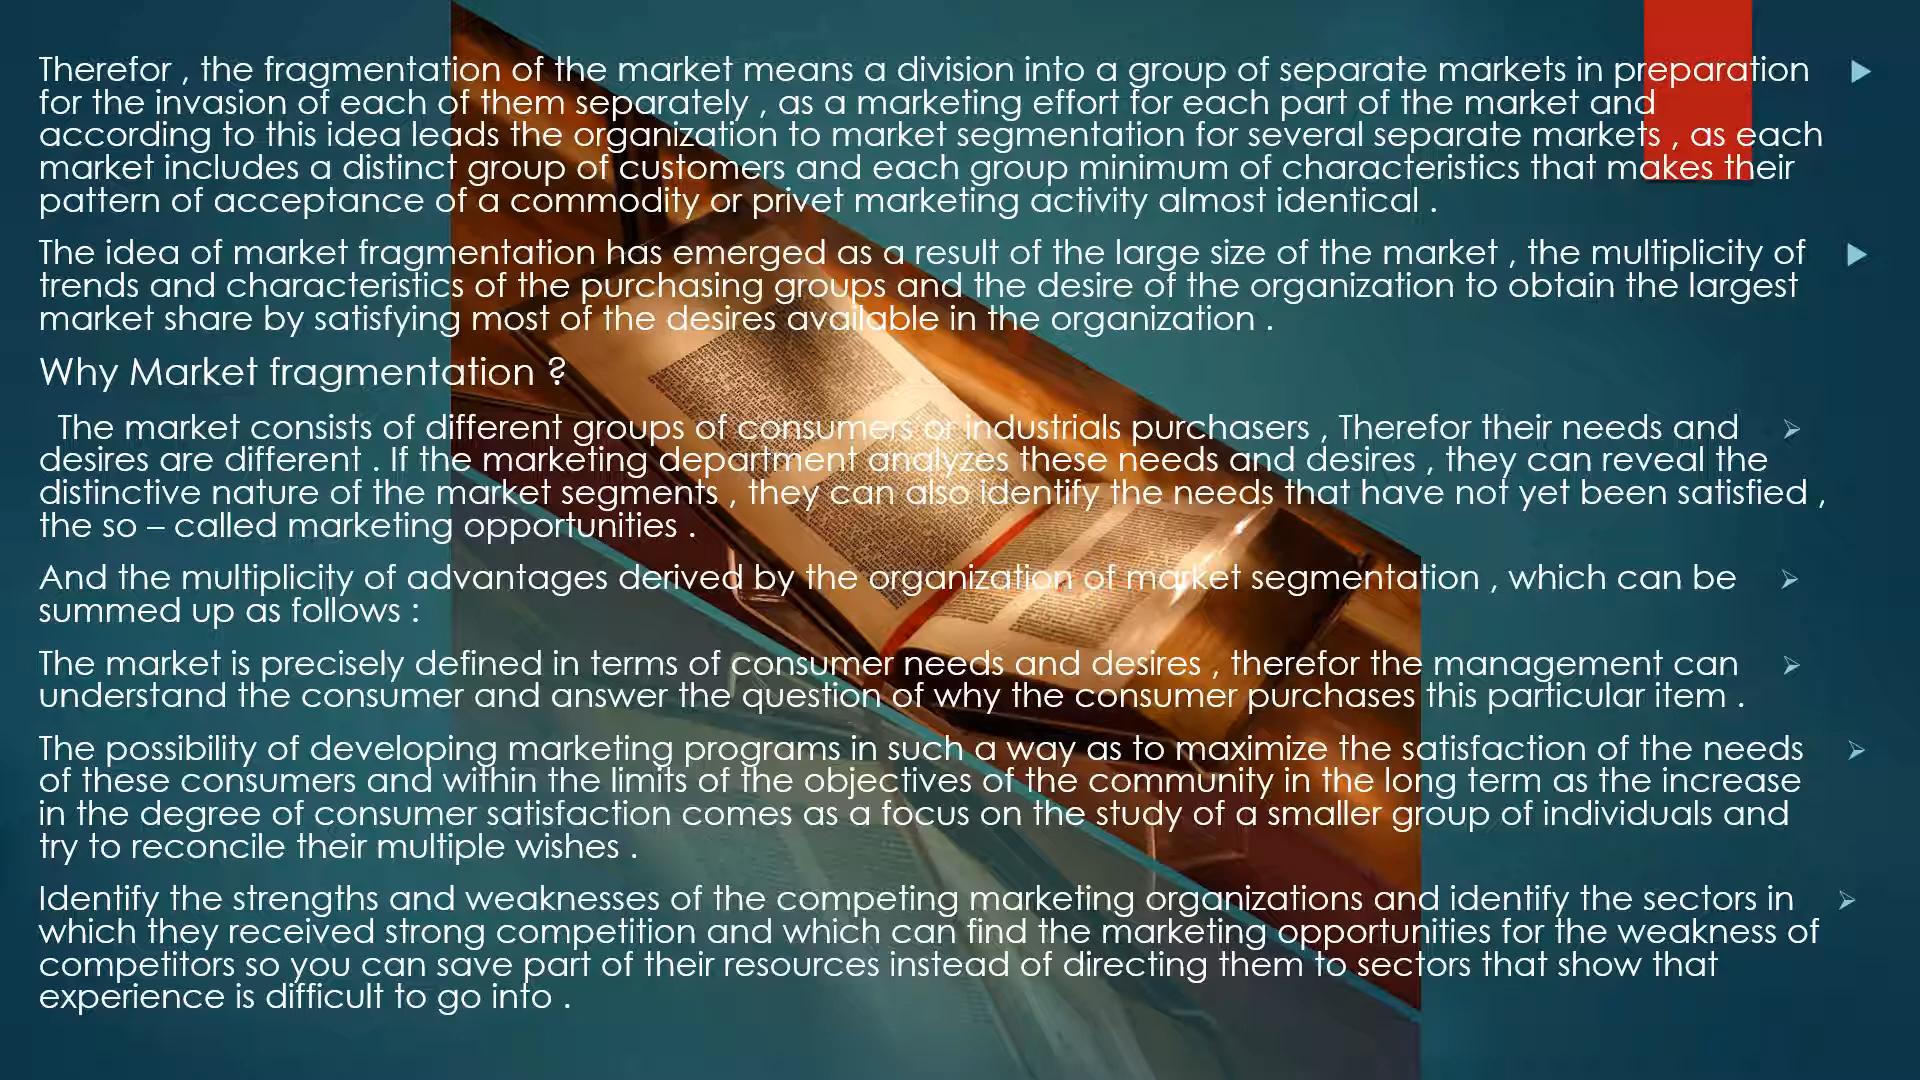 Therefor , the fragmentation of the market means a division into a group of separate markets in preparation
for the invasion of each of them separately , as a marketing effort for each part of the market and
according to this idea leads the organization to market segmentation for several separate markets , as each
market includes a distinct group of customers and each group minimum of characteristics that makes their
pattern of acceptance of a commodity or privet marketing activity almost identical .
The idea of market fragmentation has emerged as a result of the large size of the market , the multiplicity of
trends and characteristics of the purchasing groups and the desire of the organization to obtain the largest
market share by satisfying most of the desires available in the organization .
Why Market fragmentation ?
The market consists of different groups of consumers or industrials purchasers , Therefor their needs and
desires are different . If the marketing department analyzes these needs and desires , they can reveal the
distinctive nature of the market segments , they can also identify the needs that have not yet been satisfied ,
the so – called marketing opportunities .
And the multiplicity of advantages derived by the organization of market segmentation , which can be
summed up as follows :
The market is precisely defined in terms of consumer needs and desires , therefor the management can
understand the consumer and answer the question of why the consumer purchases this particular item .
The possibility of developing marketing programs in such a way as to maximize the satisfaction of the needs
of these consumers and within the limits of the objectives of the community in the long term as the increase
in the degree of consumer satisfaction comes as a focus on the study of a smaller group of individuals and
try to reconcile their multiple wishes .
Identify the strengths and weaknesses of the competing marketing organizations and identify the sectors in
which they received strong competition and which can find the marketing opportunities for the weakness of
competitors so you can save part of their resources instead of directing them to sectors that show that
experience is difficult to go into .